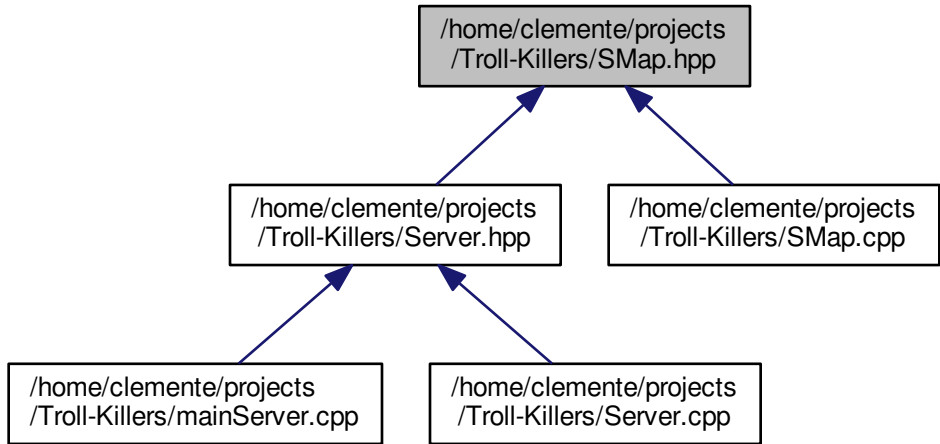 /home/clemente/projects
/Troll-Killers/SMap.hpp
/home/clemente/projects
/Troll-Killers/Server.hpp
/home/clemente/projects
/Troll-Killers/SMap.cpp
/home/clemente/projects
/Troll-Killers/mainServer.cpp
/home/clemente/projects
/Troll-Killers/Server.cpp